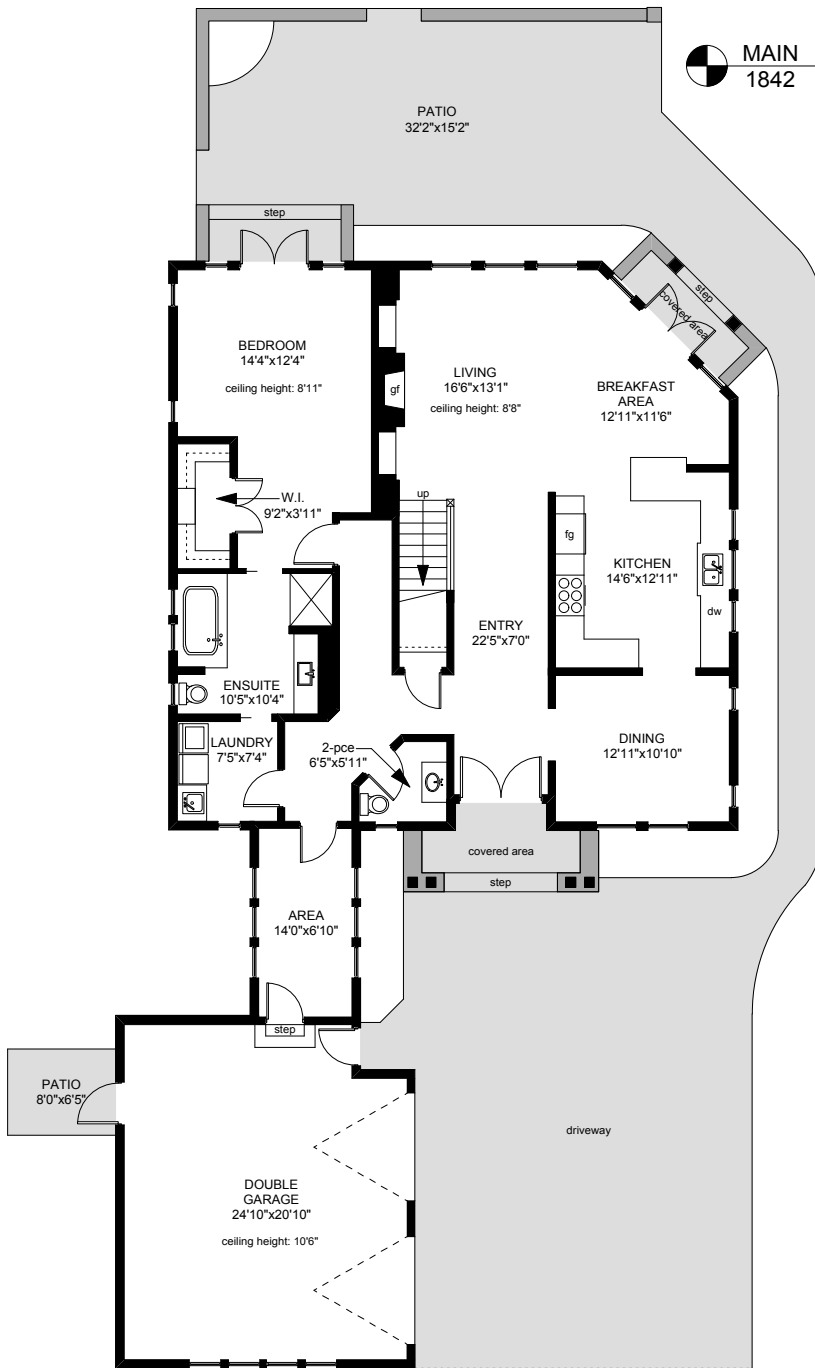 MAIN
1842
PATIO
32'2"x15'2"
step
step
covered area
BEDROOM
14'4"x12'4"
ceiling height: 8'11"
LIVING
16'6"x13'1"
ceiling height: 8'8"
gf
BREAKFAST
AREA
12'11"x11'6"
W.I.
9'2"x3'11"
up
fg
KITCHEN
14'6"x12'11"
dw
ENTRY
22'5"x7'0"
ENSUITE
10'5"x10'4"
LAUNDRY
7'5"x7'4"
2-pce
6'5"x5'11"
DINING
12'11"x10'10"
covered area
step
AREA
14'0"x6'10"
step
PATIO
8'0"x6'5"
driveway
DOUBLE
GARAGE
24'10"x20'10"
ceiling height: 10'6"